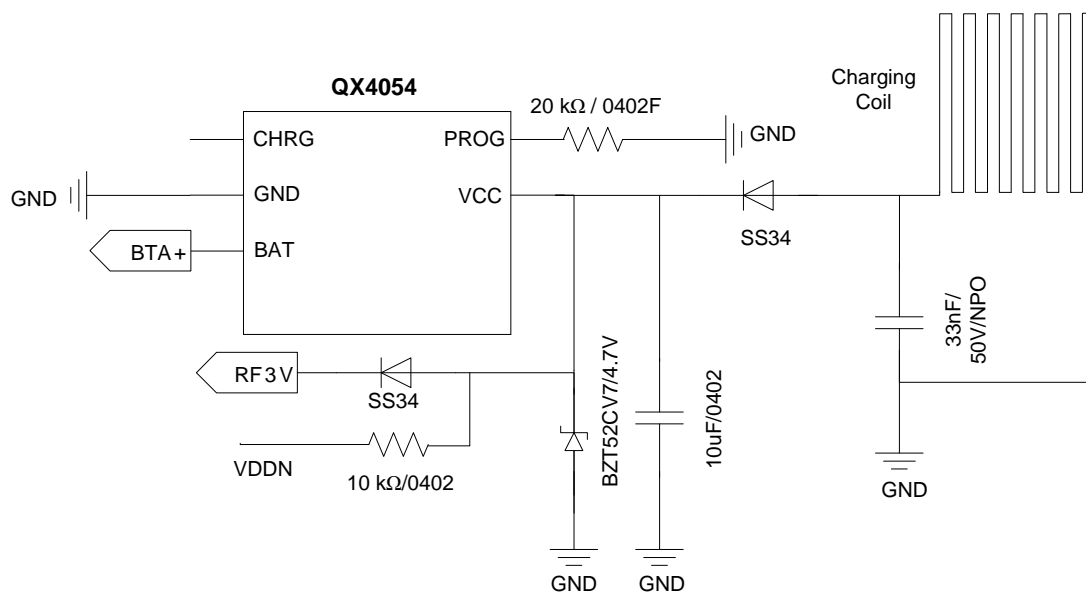 QX4054
CHRG
GND
BAT
PROG
VCC
GND
BTA+
20 kΩ / 0402F
GND
Charging
Coil
SS34
33nF/
50V/NPO
GND
RF3V
SS34
VDDN
10 kΩ/0402
BZT52CV7/4.7V
GND
10uF/0402
GND